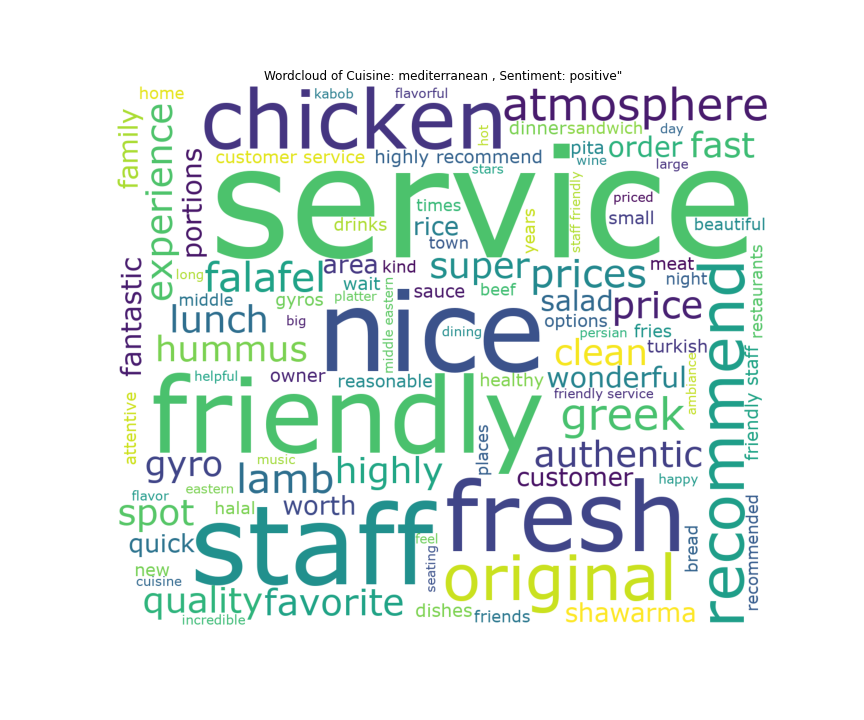 Wordcloud of Cuisine: mediterranean , Sentiment: positive"
home
kabob
flavorful
chicken
atmosphere
family
experience
portions
customer service
highly recommend
hot
dinner
sandwich
day
pita
order
fast
stars
wine
large
service
drinks
times
rice
town
years
staff friendly
priced
small
beautiful
fantastic
long
falafel
area
kind
super
prices
meat
night
restaurants
middle
gyros
wait
platter
middle eastern
sauce
beef
salad
price
recommend
lunch
big
nice
dining
options
persian
fries
hummus
clean
turkish
helpful
owner
reasonable
healthy
wonderful
ambiance
friendly staff
friendly service
attentive
friendly
greek
gyro
music
places
authentic
lamb
highly
customer
happy
flavor
eastern
spot
halal
worth
staff
fresh
quick
feel
seating
bread
recommended
new
cuisine
original
quality
favorite
incredible
dishes
friends
shawarma